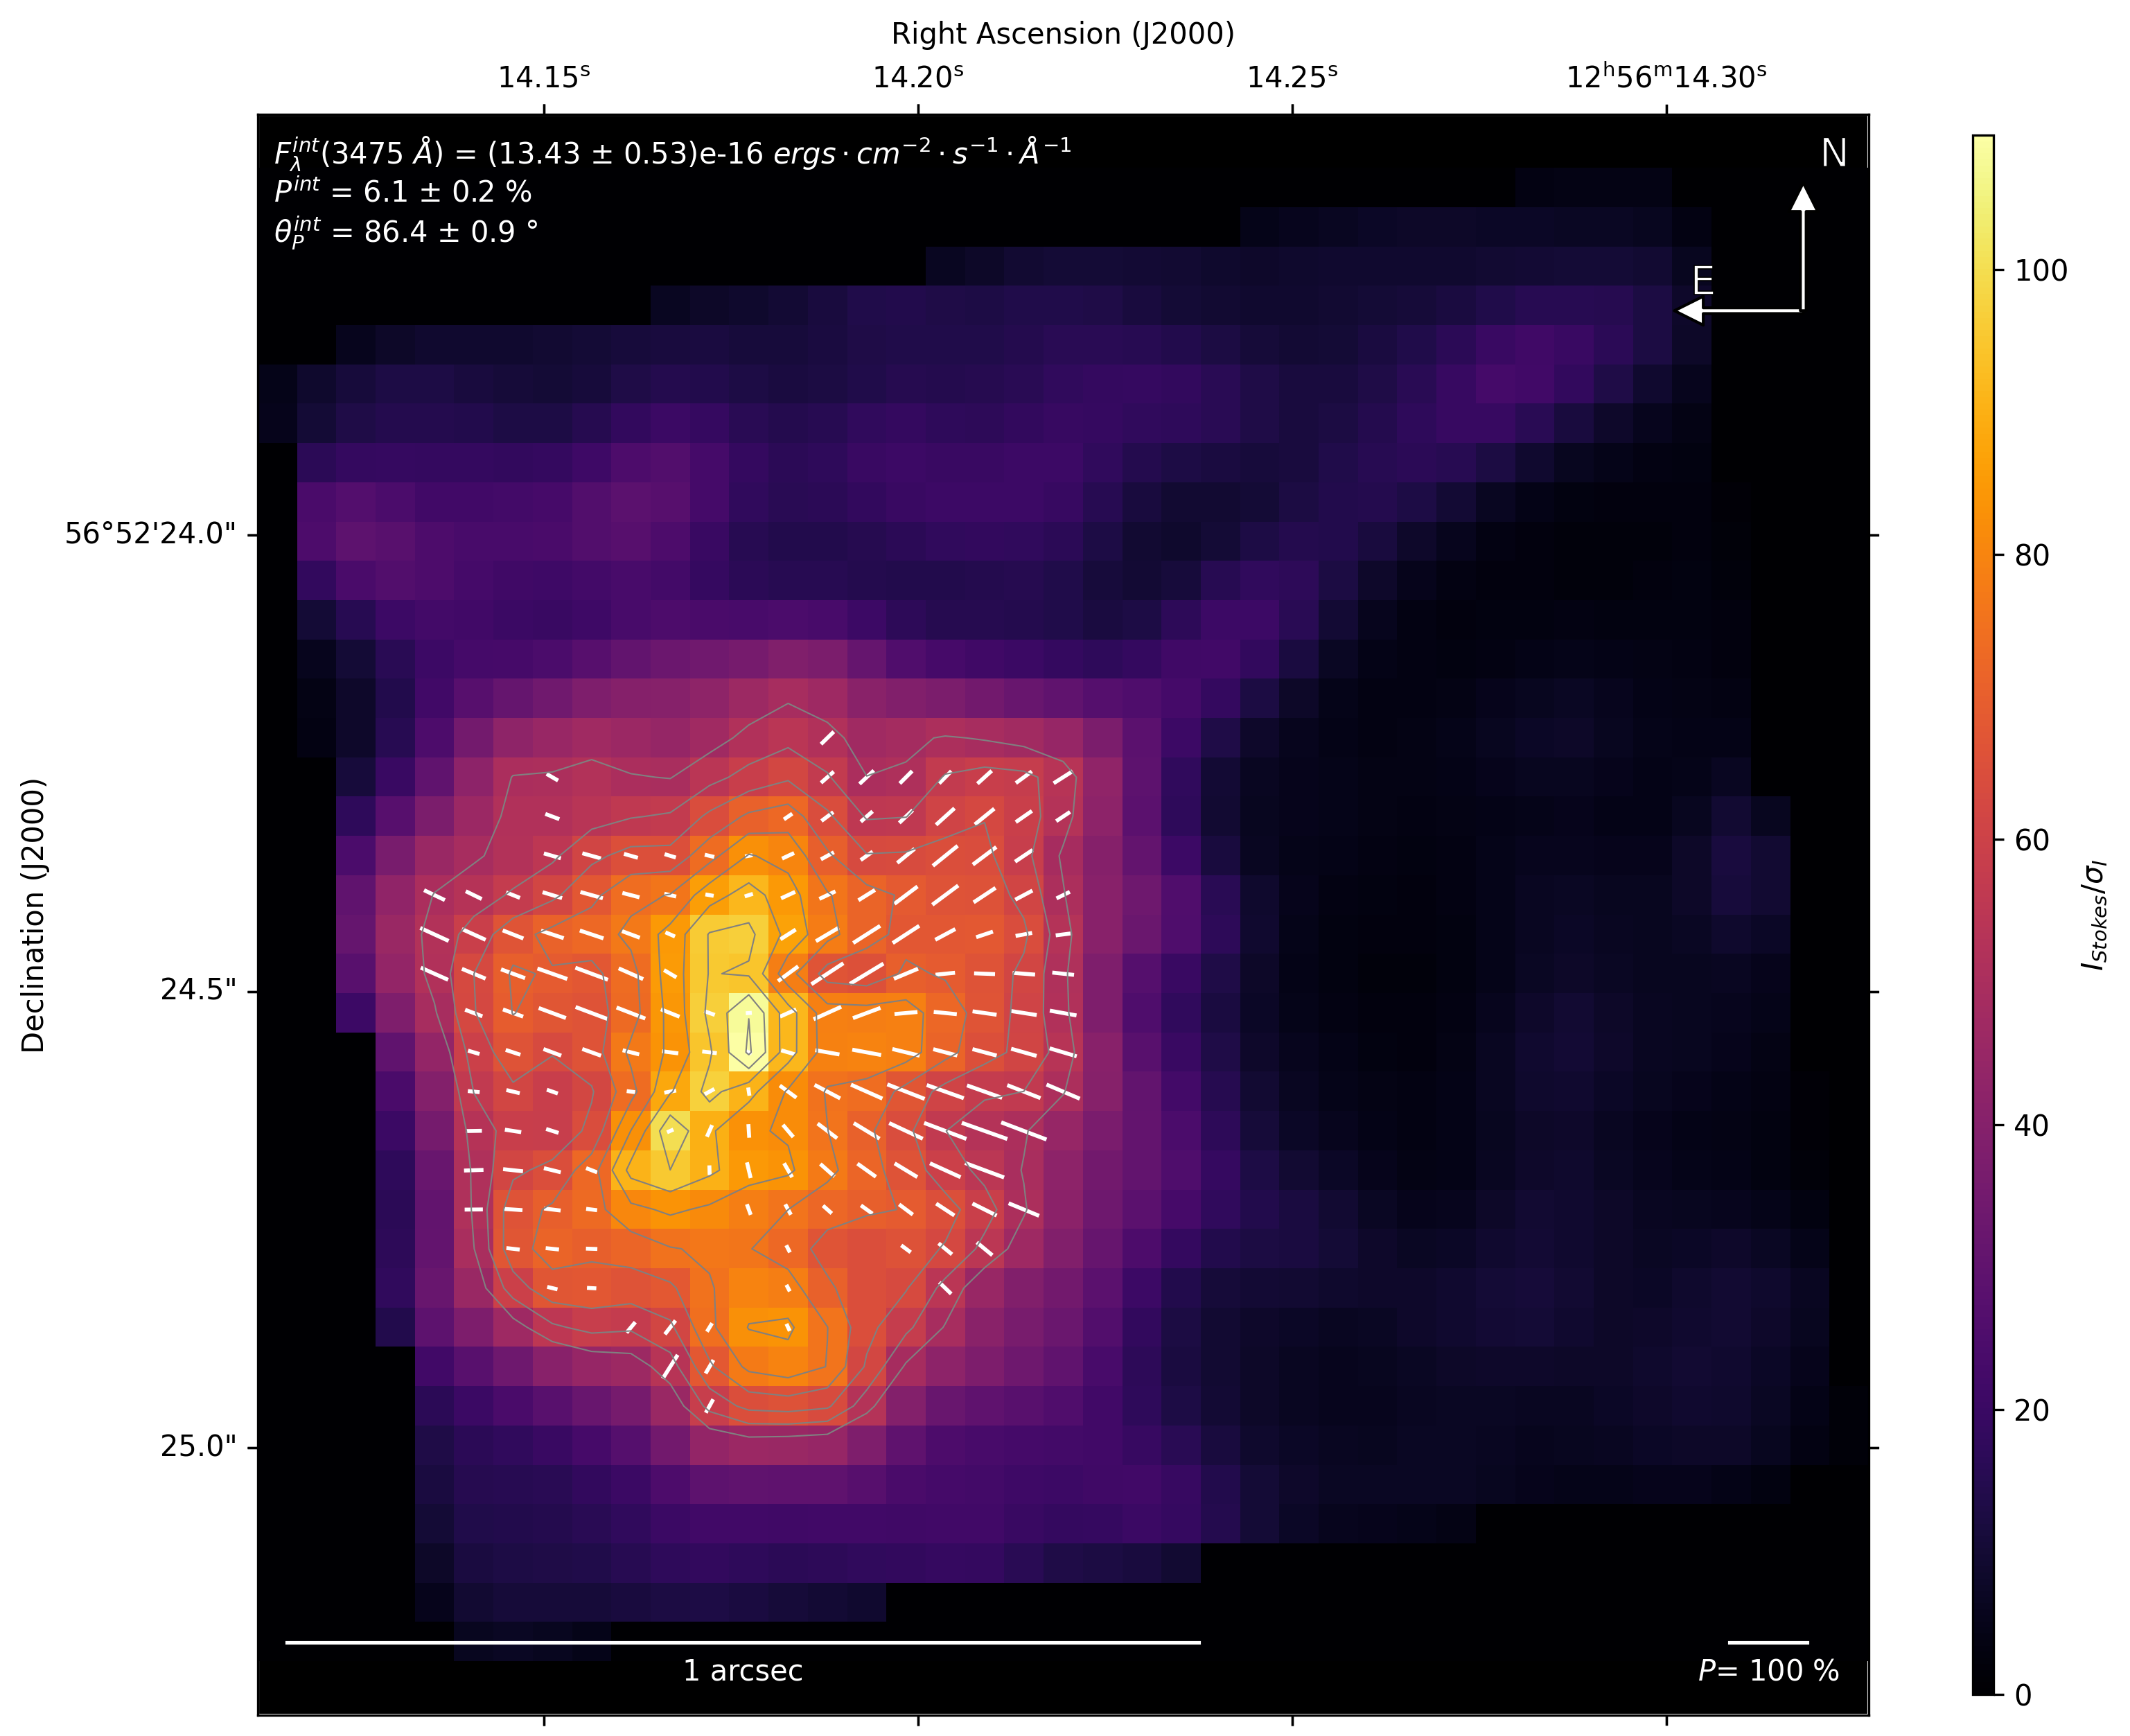 Right Ascension (J2000)
14.15ˢ 14.20ˢ 14.25ˢ 12ʰ56ᵐ14.30ˢ
F_λ^int(3475 Å) = (13.43 ± 0.53)e-16 ergs · cm⁻² · s⁻¹ · Å⁻¹
P^int = 6.1 ± 0.2 %
θ_P^int = 86.4 ± 0.9 °
N
E
Declination (J2000)
56°52'24.0"
24.5"
25.0"
1 arcsec
P= 100 %
100
80
60
40
20
0
I_Stokes/σ_I